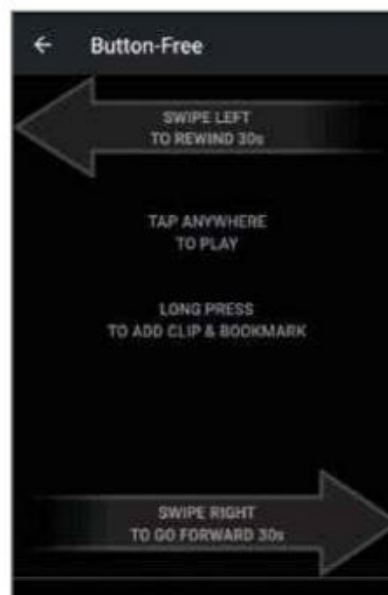 Button-Free
SWIPE LEFT
TO REWIND 30s
TAP ANYWHERE
TO PLAY
LONG PRESS
TO ADD CLIP & BOOKMARK
SWIPE RIGHT
TO GO FORWARD 30s